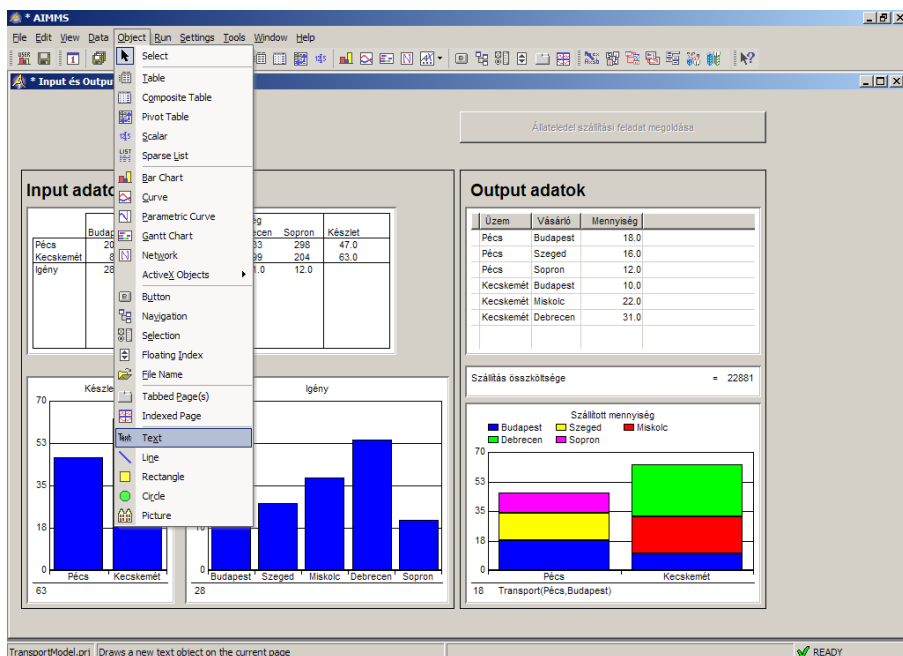 * AIMMS
File Edit View Data Object Run Settings Tools Window Help
* Input és Outpu
Select
Table
Composite Table
Pivot Table
Scalar
LIST Sparse List
Bar Chart
Curve
Parametric Curve
Gantt Chart
Network
ActiveX Objects
Button
Navigation
Selection
Floating Index
File Name
Tabbed Page(s)
Indexed Page
Text Text
Line
Rectangle
Circle
Picture
Állateledel szállítási feladat megoldása
Input adato
Budap ecen Sopron Készlet
Pécs 20 33 298 47.0
Kecskemét 8 99 204 63.0
Igény 28 1.0 12.0
Készle
70
53
35
18
0
Pécs Kecskemét
63
Igény
0
Budapest Szeged Miskolc Debrecen Sopron
28
Output adatok
Üzem Vásárló Mennyiség
Pécs Budapest 18.0
Pécs Szeged 16.0
Pécs Sopron 12.0
Kecskemét Budapest 10.0
Kecskemét Miskolc 22.0
Kecskemét Debrecen 31.0
Szállítás összköltsége = 22881
Szállított mennyiség
Budapest Szeged Miskolc
Debrecen Sopron
70
53
35
18
0
Pécs Kecskemét
18 Transport(Pécs,Budapest)
TransportModel.prj Draws a new text object on the current page READY